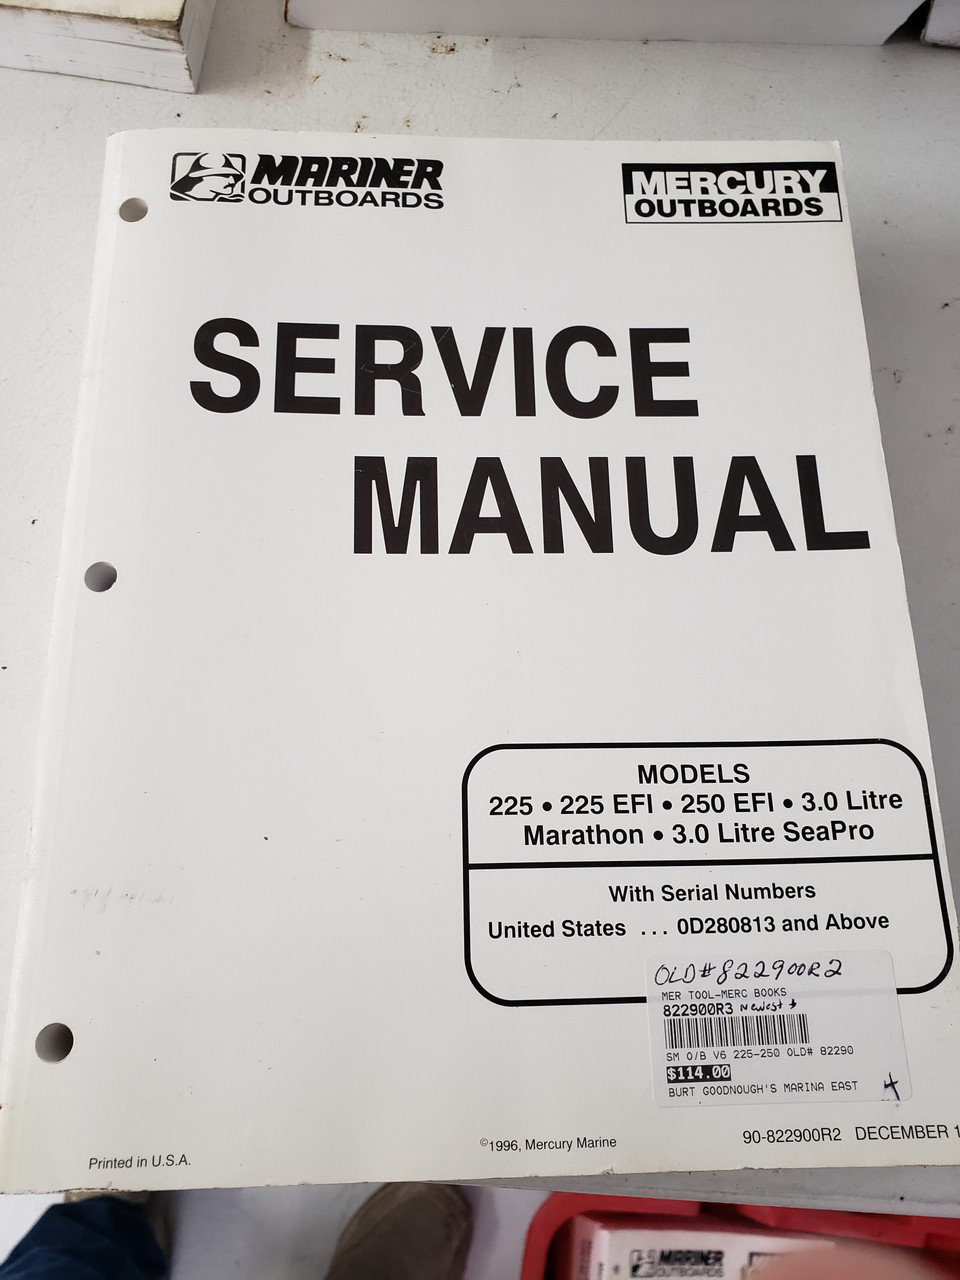 MARINER
OUTBOARDS
MERCURY
OUTBOARDS
SERVICE
MANUAL
MODELS
225 • 225 EFI • 250 EFI • 3.0 Litre
Marathon • 3.0 Litre SeaPro
With Serial Numbers
United States ... 0D280813 and Above
OLD# 822900R2
MER TOOL-MERC BOOKS
822900R3 Newest
SM O/B V6 225-250 OLD# 82290
$114.00
BURT GOODNOUGH'S MARINA EAST
4
Printed in U.S.A.
©1996, Mercury Marine
90-822900R2 DECEMBER 1
MARINER
OUTBOARDS